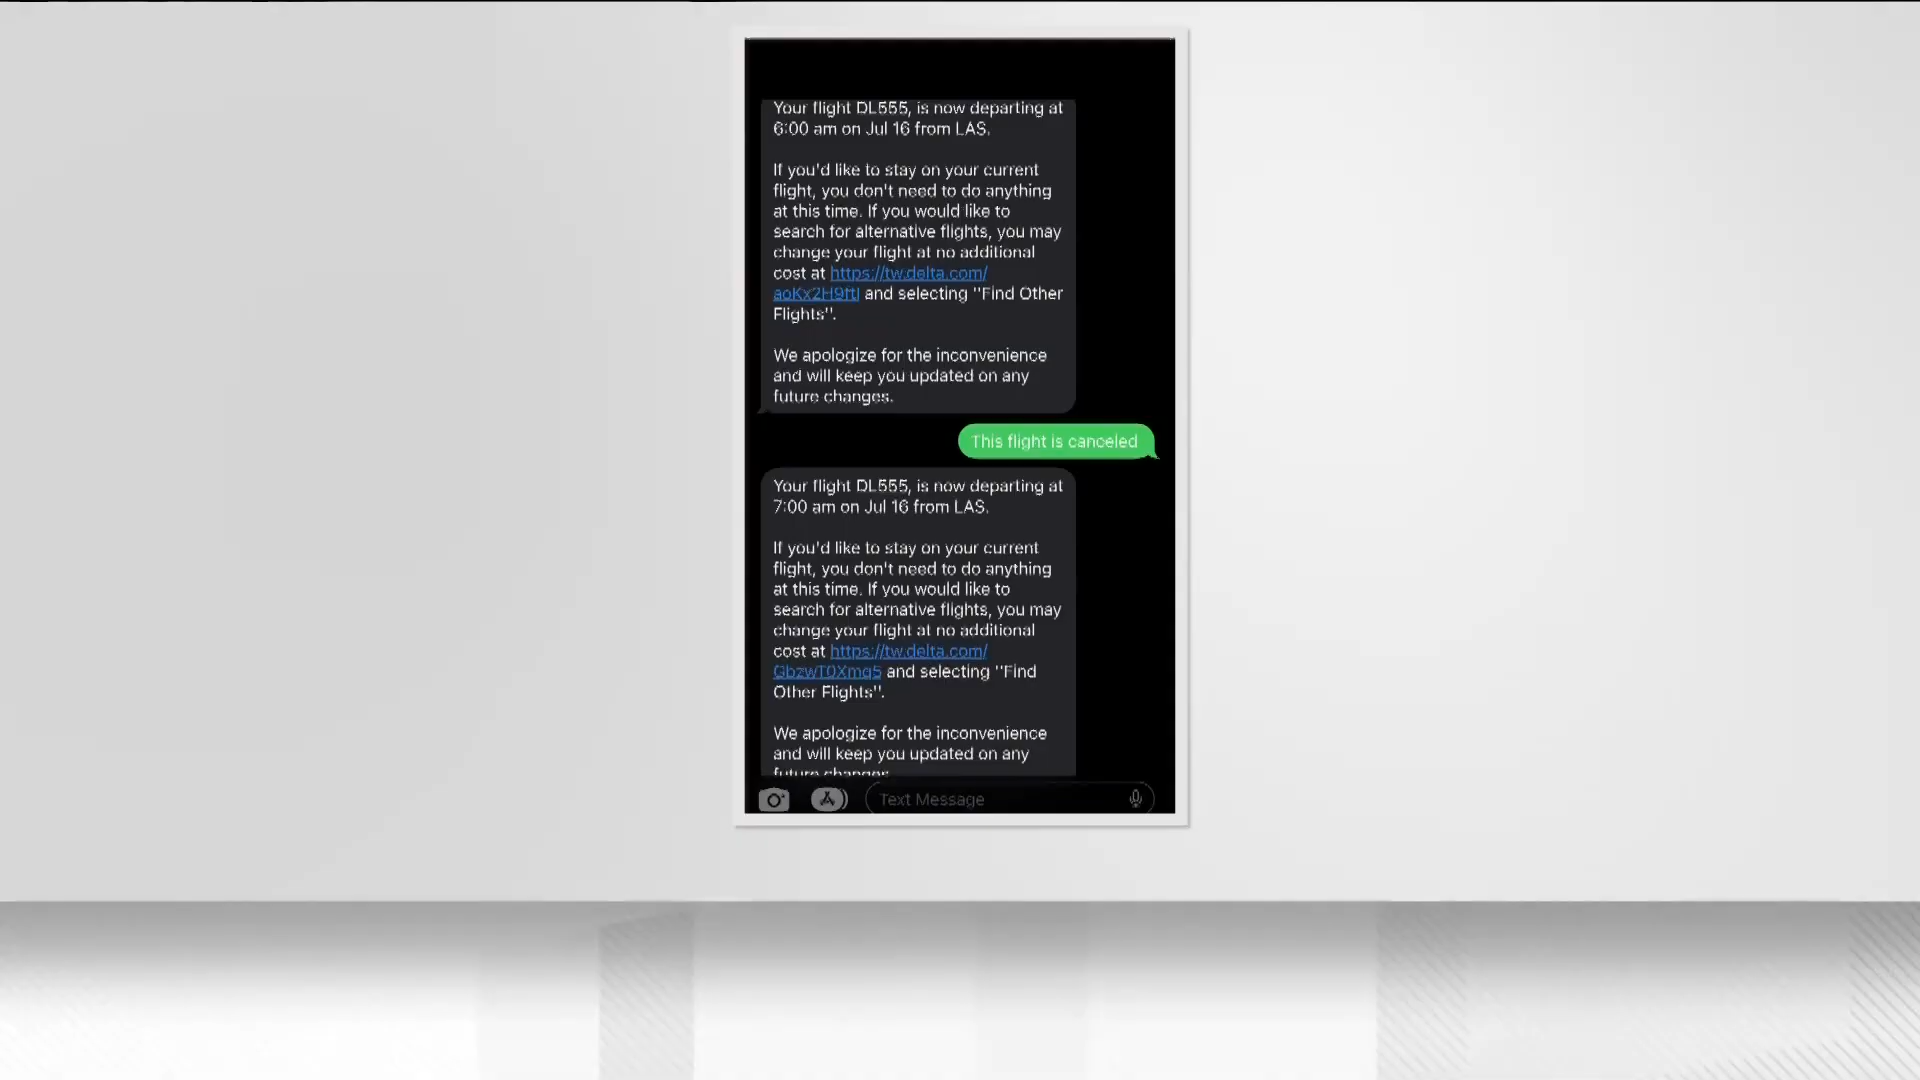 Your flight DL555, is now departing at
6:00 am on Jul 16 from LAS.
If you'd like to stay on your current
flight, you don't need to do anything
at this time. If you would like to
search for alternative flights, you may
change your flight at no additional
cost at https://tw.delta.com/
aoKx2H9ftI and selecting "Find Other
Flights".
We apologize for the inconvenience
and will keep you updated on any
future changes.
This flight is canceled
Your flight DL555, is now departing at
7:00 am on Jul 16 from LAS.
If you'd like to stay on your current
flight, you don't need to do anything
at this time. If you would like to
search for alternative flights, you may
change your flight at no additional
cost at https://tw.delta.com/
GbzwT0Xmq5 and selecting "Find
Other Flights".
We apologize for the inconvenience
and will keep you updated on any
future changes.
Text Message